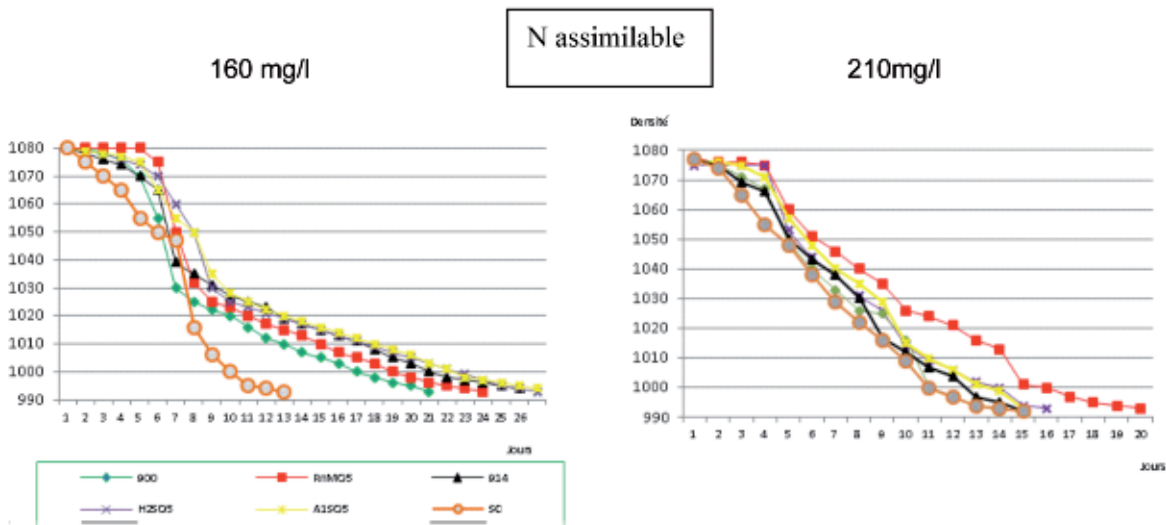 N assimilable
160 mg/l
210mg/l
Densité
1080
1070
1060
1050
1040
1030
1020
1010
1000
990
1 2 3 4 5 6 7 8 9 10 11 12 13 14 15 16 17 18 19 20 21 22 23 24 25 26
Jours
1080
1070
1060
1050
1040
1030
1020
1010
1000
990
1 2 3 4 5 6 7 8 9 10 11 12 13 14 15 16 17 18 19 20
Jours
900 RnMQ5 914
H2SQ5 A1SQ5 SC